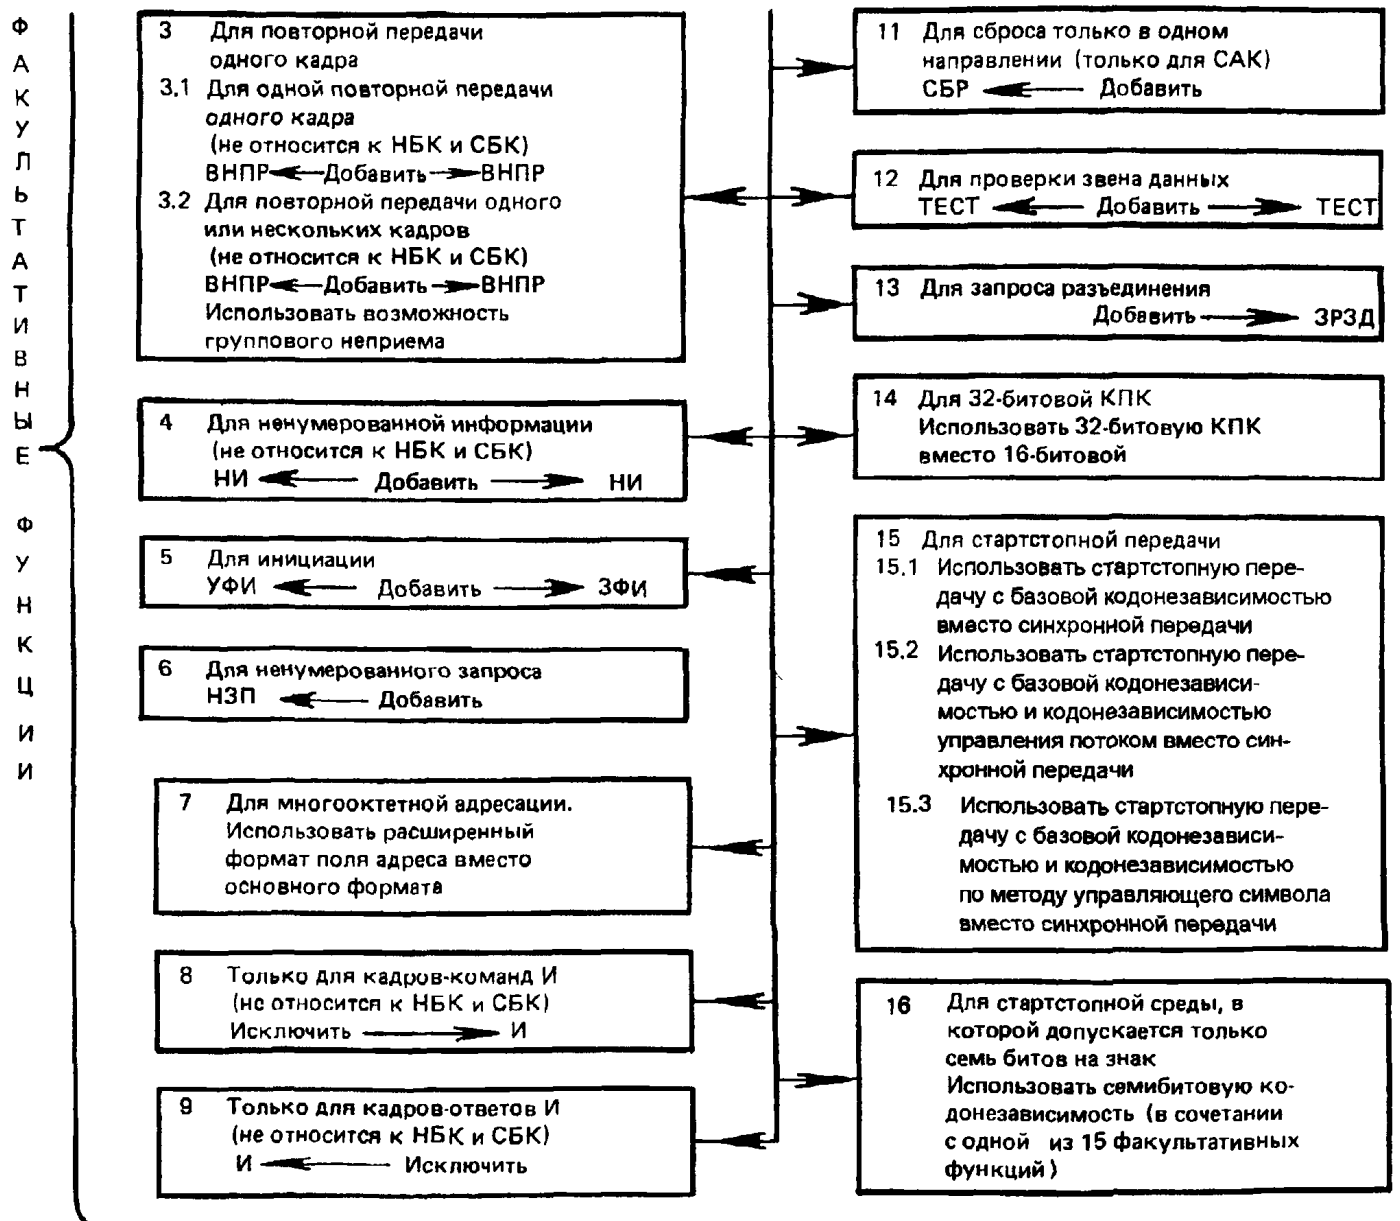 ФАКУЛЬТАТИВНЫЕ ФУНКЦИИ
3 Для повторной передачи
одного кадра
3.1 Для одной повторной передачи
одного кадра
(не относится к НБК и СБК)
ВНПР Добавить ВНПР
3.2 Для повторной передачи одного
или нескольких кадров
(не относится к НБК и СБК)
ВНПР Добавить ВНПР
Использовать возможность
группового неприема
4 Для ненумерованной информации
(не относится к НБК и СБК)
НИ Добавить НИ
5 Для инициации
УФИ Добавить ЗФИ
6 Для ненумерованного запроса
НЗП Добавить
7 Для многооктетной адресации.
Использовать расширенный
формат поля адреса вместо
основного формата
8 Только для кадров-команд И
(не относится к НБК и СБК)
Исключить И
9 Только для кадров-ответов И
(не относится к НБК и СБК)
И Исключить
11 Для сброса только в одном
направлении (только для САК)
СБР Добавить
12 Для проверки звена данных
ТЕСТ Добавить ТЕСТ
13 Для запроса разъединения
Добавить ЗРЗД
14 Для 32-битовой КПК
Использовать 32-битовую КПК
вместо 16-битовой
15 Для стартстопной передачи
15.1 Использовать стартстопную пере-
дачу с базовой кодонезависимостью
вместо синхронной передачи
15.2 Использовать стартстопную пере-
дачу с базовой кодонезависи-
мостью и кодонезависимостью
управления потоком вместо син-
хронной передачи
15.3 Использовать стартстопную пере-
дачу с базовой кодонезависи-
мостью и кодонезависимостью
по методу управляющего символа
вместо синхронной передачи
16 Для стартстопной среды, в
которой допускается только
семь битов на знак
Использовать семибитовую ко-
донезависимость (в сочетании
с одной из 15 факультативных
функций)